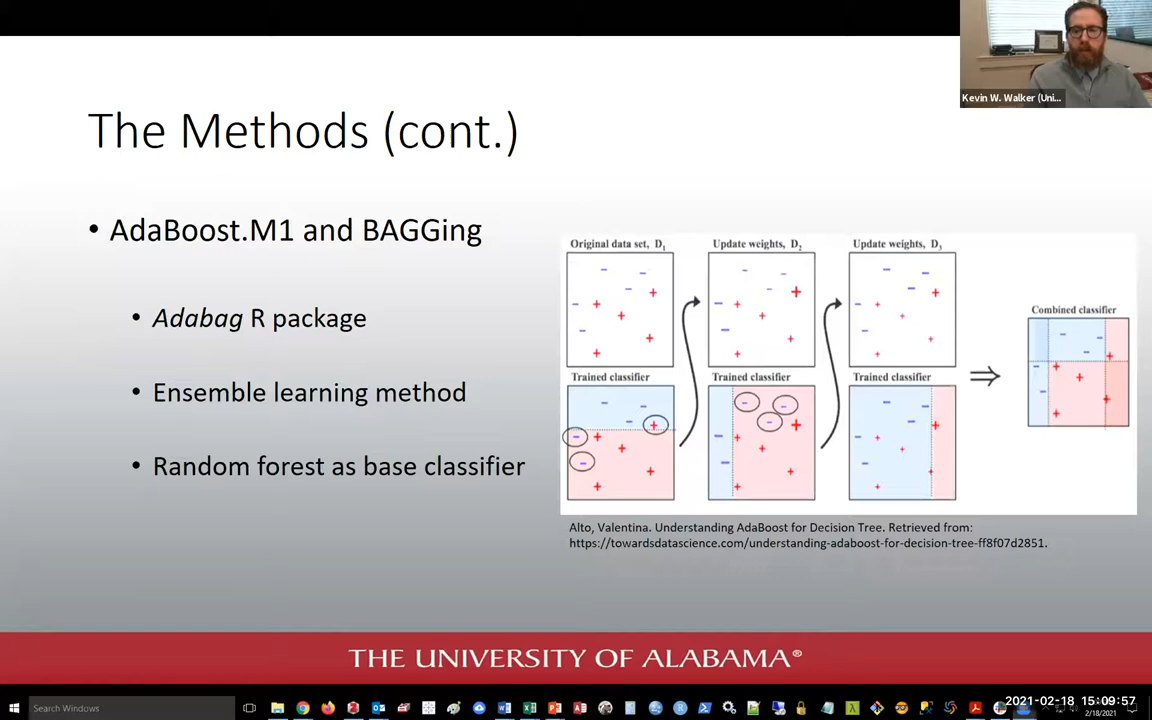 Kevin W. Walker (Uni...
The Methods (cont.)
• AdaBoost.M1 and BAGGing
• Adabag R package
• Ensemble learning method
• Random forest as base classifier
Original data set, D1
Update weights, D2
Update weights, D3
Trained classifier
Trained classifier
Trained classifier
Combined classifier
Alto, Valentina. Understanding AdaBoost for Decision Tree. Retrieved from:
https://towardsdatascience.com/understanding-adaboost-for-decision-tree-ff8f07d2851.
THE UNIVERSITY OF ALABAMA®
Search Windows
2021-02-18 15:09:57
2/18/2021